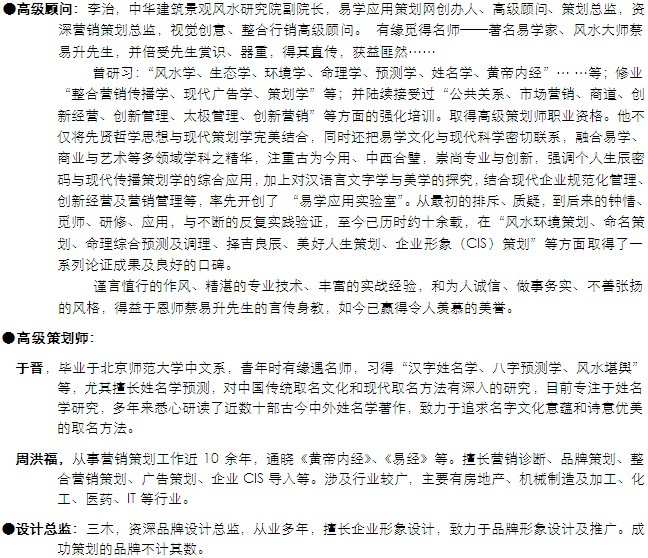 ●高级顾问：李治，中华建筑景观风水研究院副院长，易学应用策划网创办人、高级顾问、策划总监，资
深营销策划总监，视觉创意、整合行销高级顾问。 有缘觅得名师——著名易学家、风水大师蔡
易升先生，并倍受先生赏识、器重，得其直传，获益匪然……
曾研习：“风水学、生态学、环境学、命理学、预测学、姓名学、黄帝内经”… …等；修业
“整合营销传播学、现代广告学、策划学”等；并陆续接受过“公共关系、市场营销、商道、创
新经营、创新管理、太极管理、创新营销”等方面的强化培训。取得高级策划师职业资格。他不
仅将先贤哲学思想与现代策划学完美结合，同时还把易学文化与现代科学密切联系，融合易学、
商业与艺术等多领域学科之精华，注重古为今用、中西合璧，崇尚专业与创新，强调个人生辰密
码与现代传播策划学的综合应用，加上对汉语言文字学与美学的探究，结合现代企业规范化管理、
创新经营及营销管理等，率先开创了 “易学应用实验室”。从最初的排斥、质疑，到后来的钟情、
觅师、研修、应用，与不断的反复实践验证，至今已历时约十余载，在“风水环境策划、命名策
划、命理综合预测及调理、择吉良辰、美好人生策划、企业形象（CIS）策划”等方面取得了一
系列论证成果及良好的口碑。
谨言慎行的作风、精湛的专业技术、丰富的实战经验，和为人诚信、做事务实、不善张扬
的风格，得益于恩师蔡易升先生的言传身教，如今已赢得令人羡慕的美誉。
●高级策划师：
于晋，毕业于北京师范大学中文系，青年时有缘遇名师，习得“汉字姓名学、八字预测学、风水堪舆”
等，尤其擅长姓名学预测，对中国传统取名文化和现代取名方法有深入的研究，目前专注于姓名
学研究，多年来悉心研读了近数十部古今中外姓名学著作，致力于追求名字文化意蕴和诗意优美
的取名方法。
周洪福，从事营销策划工作近 10 余年，通晓《黄帝内经》、《易经》等。擅长营销诊断、品牌策划、整
合营销策划、广告策划、企业 CIS 导入等。涉及行业较广，主要有房地产、机械制造及加工、化
工、医药、IT 等行业。
●设计总监：三木，资深品牌设计总监，从业多年，擅长企业形象设计，致力于品牌形象设计及推广。成
功策划的品牌不计其数。